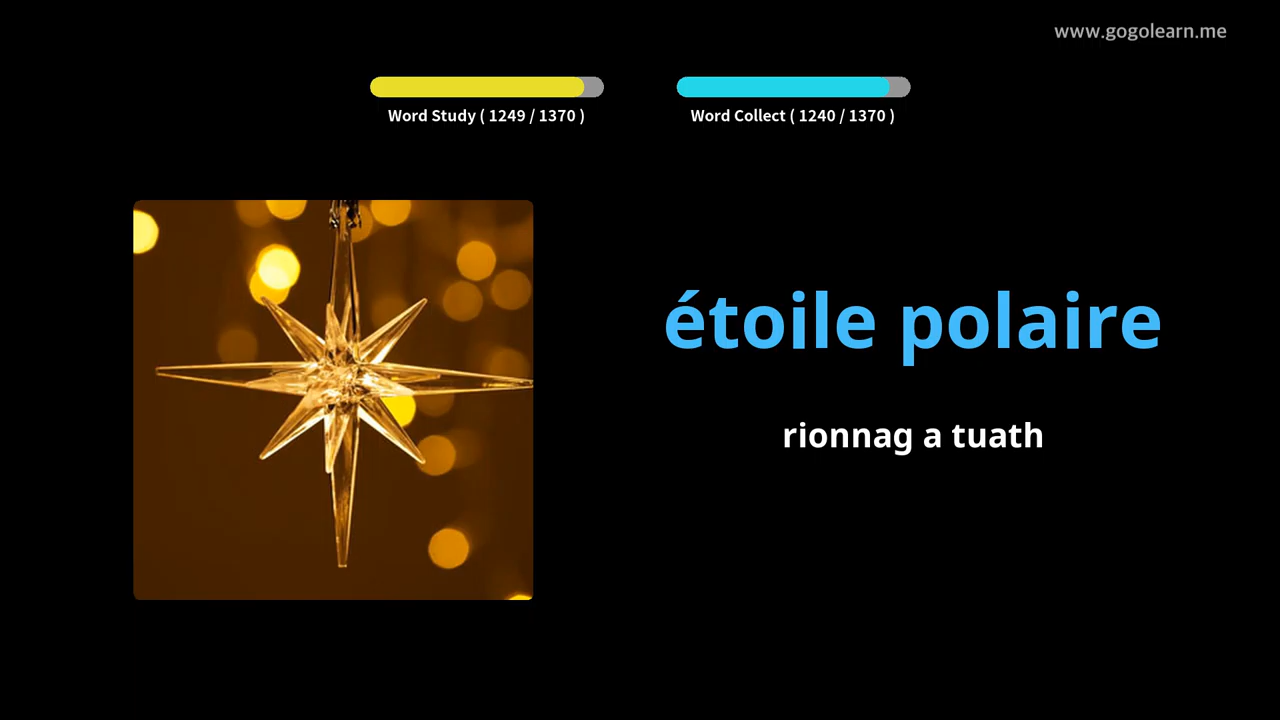 www.gogolearn.me
Word Study ( 1249 / 1370 )
Word Collect ( 1240 / 1370 )
étoile polaire
rionnag a tuath